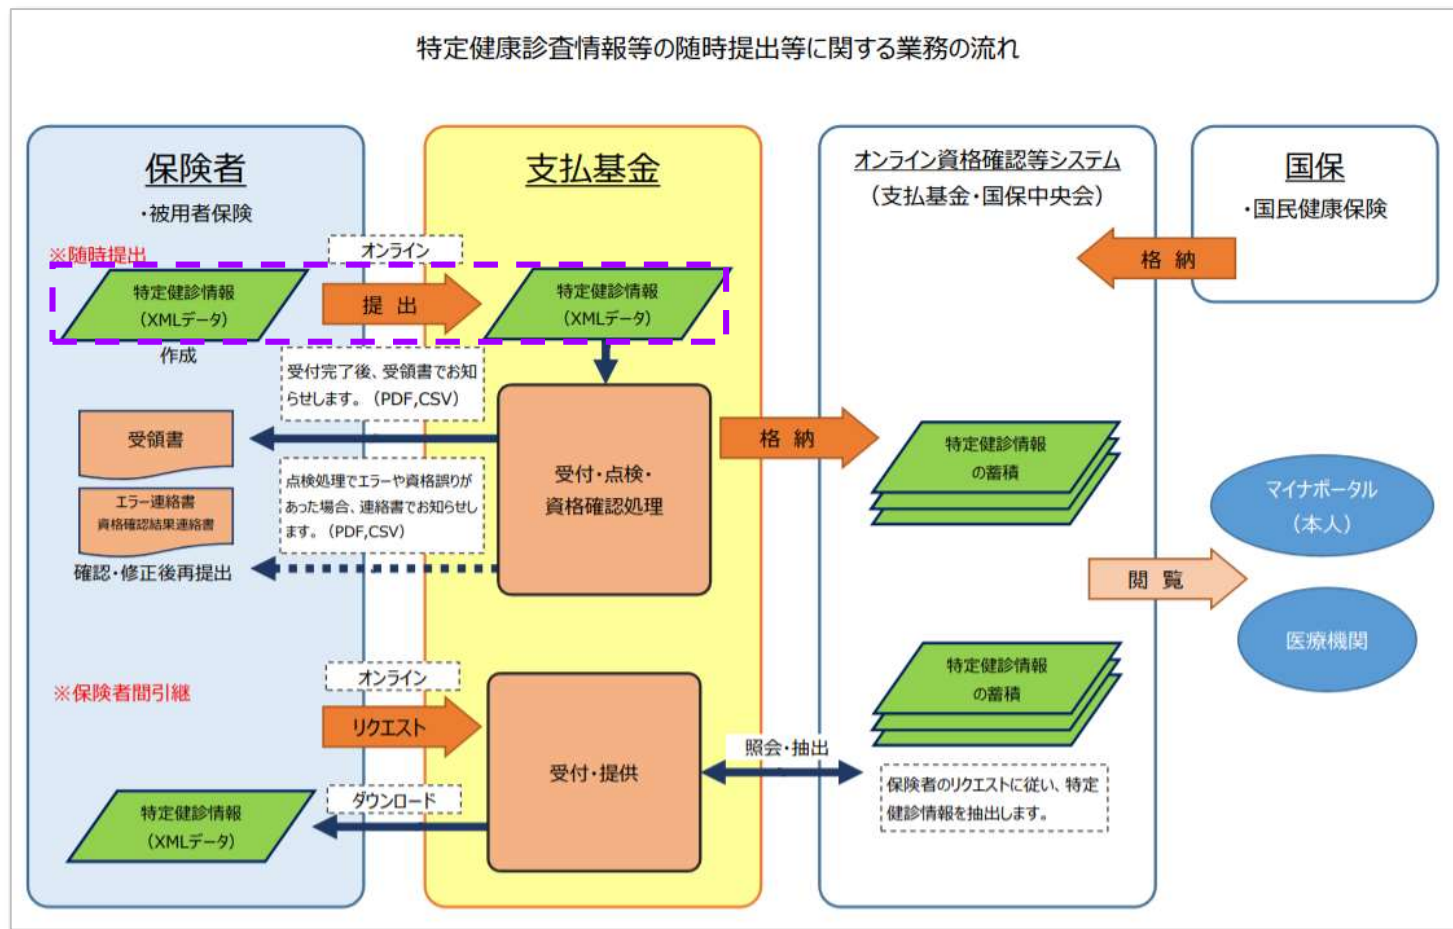 特定健康診査情報等の随時提出等に関する業務の流れ
保険者
・被用者保険
※随時提出
特定健診情報
（XMLデータ）
作成
オンライン
提 出
支払基金
特定健診情報
（XMLデータ）
受付完了後、受領書でお知
らせします。（PDF,CSV）
受領書
点検処理でエラーや資格誤りが
あった場合、連絡書でお知らせし
ます。（PDF,CSV）
エラー連絡書
資格確認結果連絡書
確認・修正後再提出
受付・点検・
資格確認処理
格 納
オンライン資格確認等システム
（支払基金・国保中央会）
特定健診情報
の蓄積
国保
・国民健康保険
格 納
マイナポータル
（本人）
閲 覧
医療機関
※保険者間引継
オンライン
リクエスト
受付・提供
ダウンロード
特定健診情報
（XMLデータ）
照会・抽出
特定健診情報
の蓄積
保険者のリクエストに従い、特定
健診情報を抽出します。